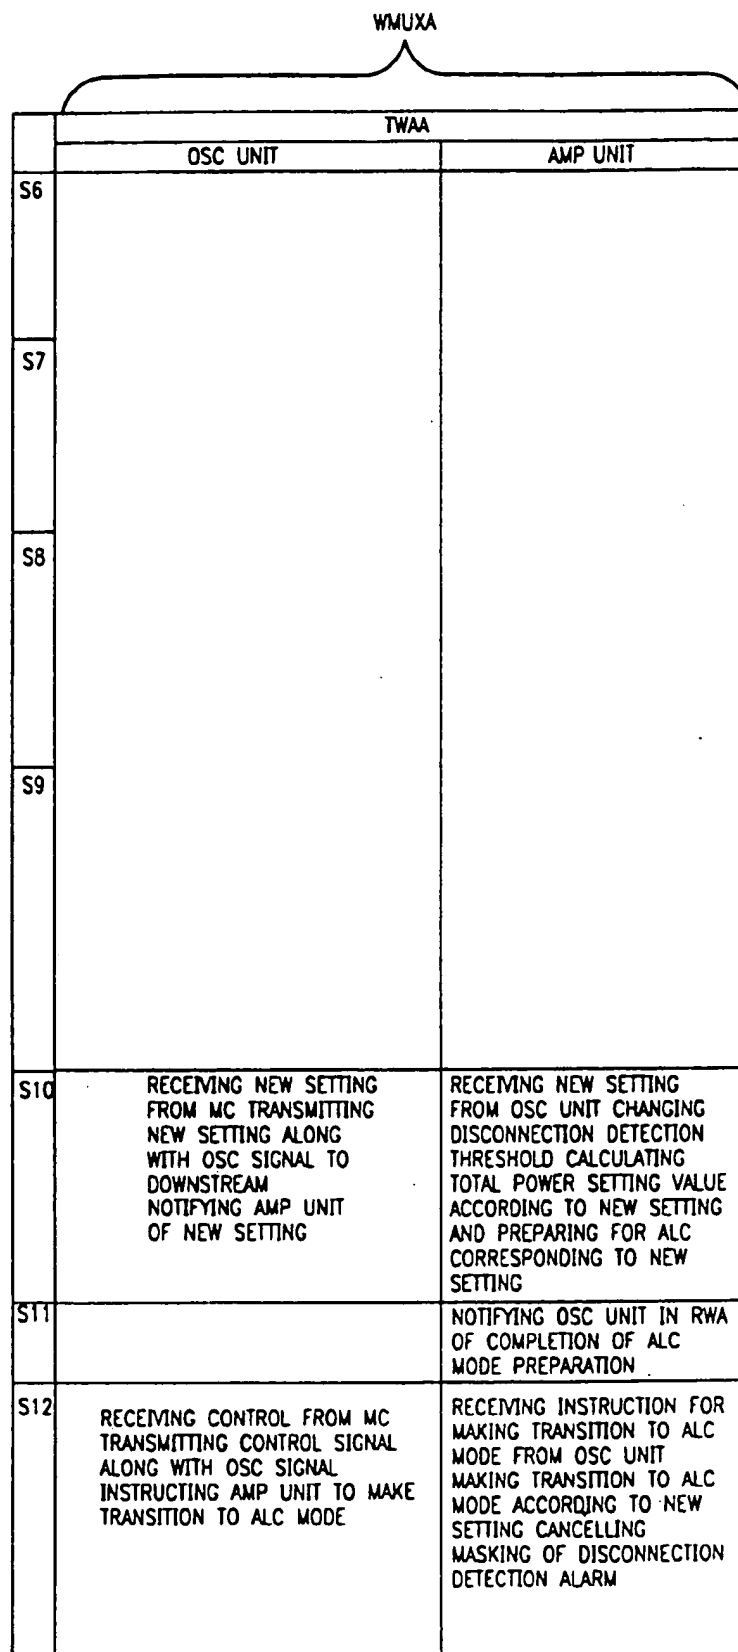 WMUXA
TWAA
OSC UNIT
AMP UNIT
S6
S7
S8
S9
S10
RECEIVING NEW SETTING
FROM MC TRANSMITTING
NEW SETTING ALONG
WITH OSC SIGNAL TO
DOWNSTREAM
NOTIFYING AMP UNIT
OF NEW SETTING
RECEIVING NEW SETTING
FROM OSC UNIT CHANGING
DISCONNECTION DETECTION
THRESHOLD CALCULATING
TOTAL POWER SETTING VALUE
ACCORDING TO NEW SETTING
AND PREPARING FOR ALC
CORRESPONDING TO NEW
SETTING
S11
NOTIFYING OSC UNIT IN RWA
OF COMPLETION OF ALC
MODE PREPARATION
S12
RECEIVING CONTROL FROM MC
TRANSMITTING CONTROL SIGNAL
ALONG WITH OSC SIGNAL
INSTRUCTING AMP UNIT TO MAKE
TRANSITION TO ALC MODE
RECEIVING INSTRUCTION FOR
MAKING TRANSITION TO ALC
MODE FROM OSC UNIT
MAKING TRANSITION TO ALC
MODE ACCORDING TO NEW
SETTING CANCELLING
MASKING OF DISCONNECTION
DETECTION ALARM